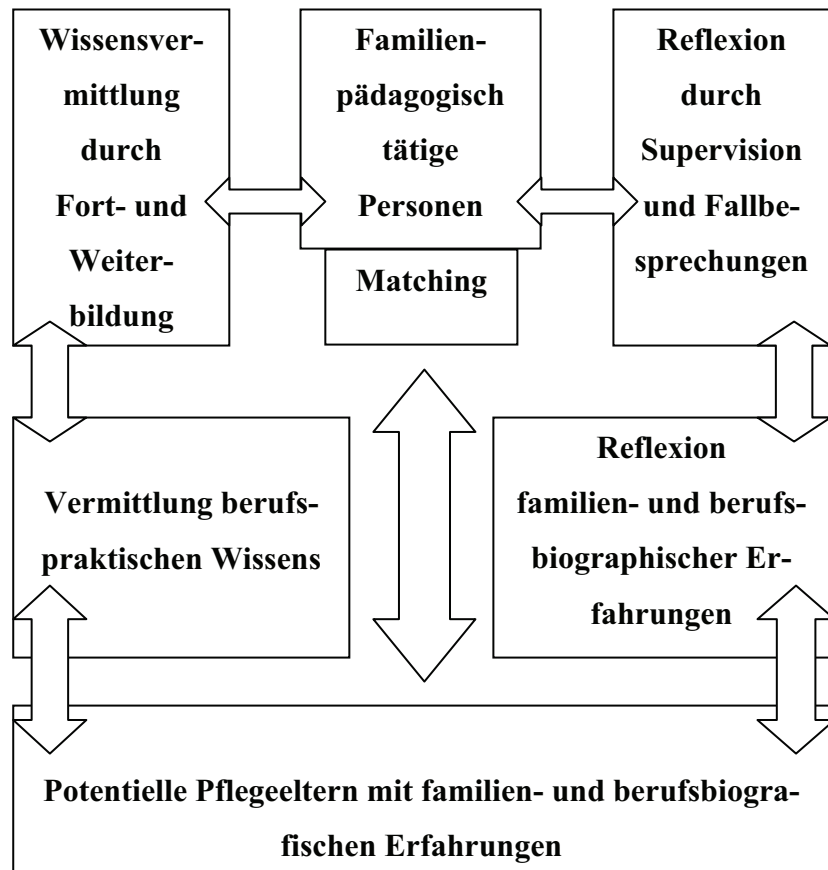 Wissensver-
mittlung
durch
Fort- und
Weiter-
bildung
Familien-
pädagogisch
tätige
Personen
Matching
Reflexion
durch
Supervision
und Fallbe-
sprechungen
Vermittlung berufs-
praktischen Wissens
Reflexion
familien- und berufs-
biographischer Er-
fahrungen
Potentielle Pflegeeltern mit familien- und berufsbiogra-
fischen Erfahrungen